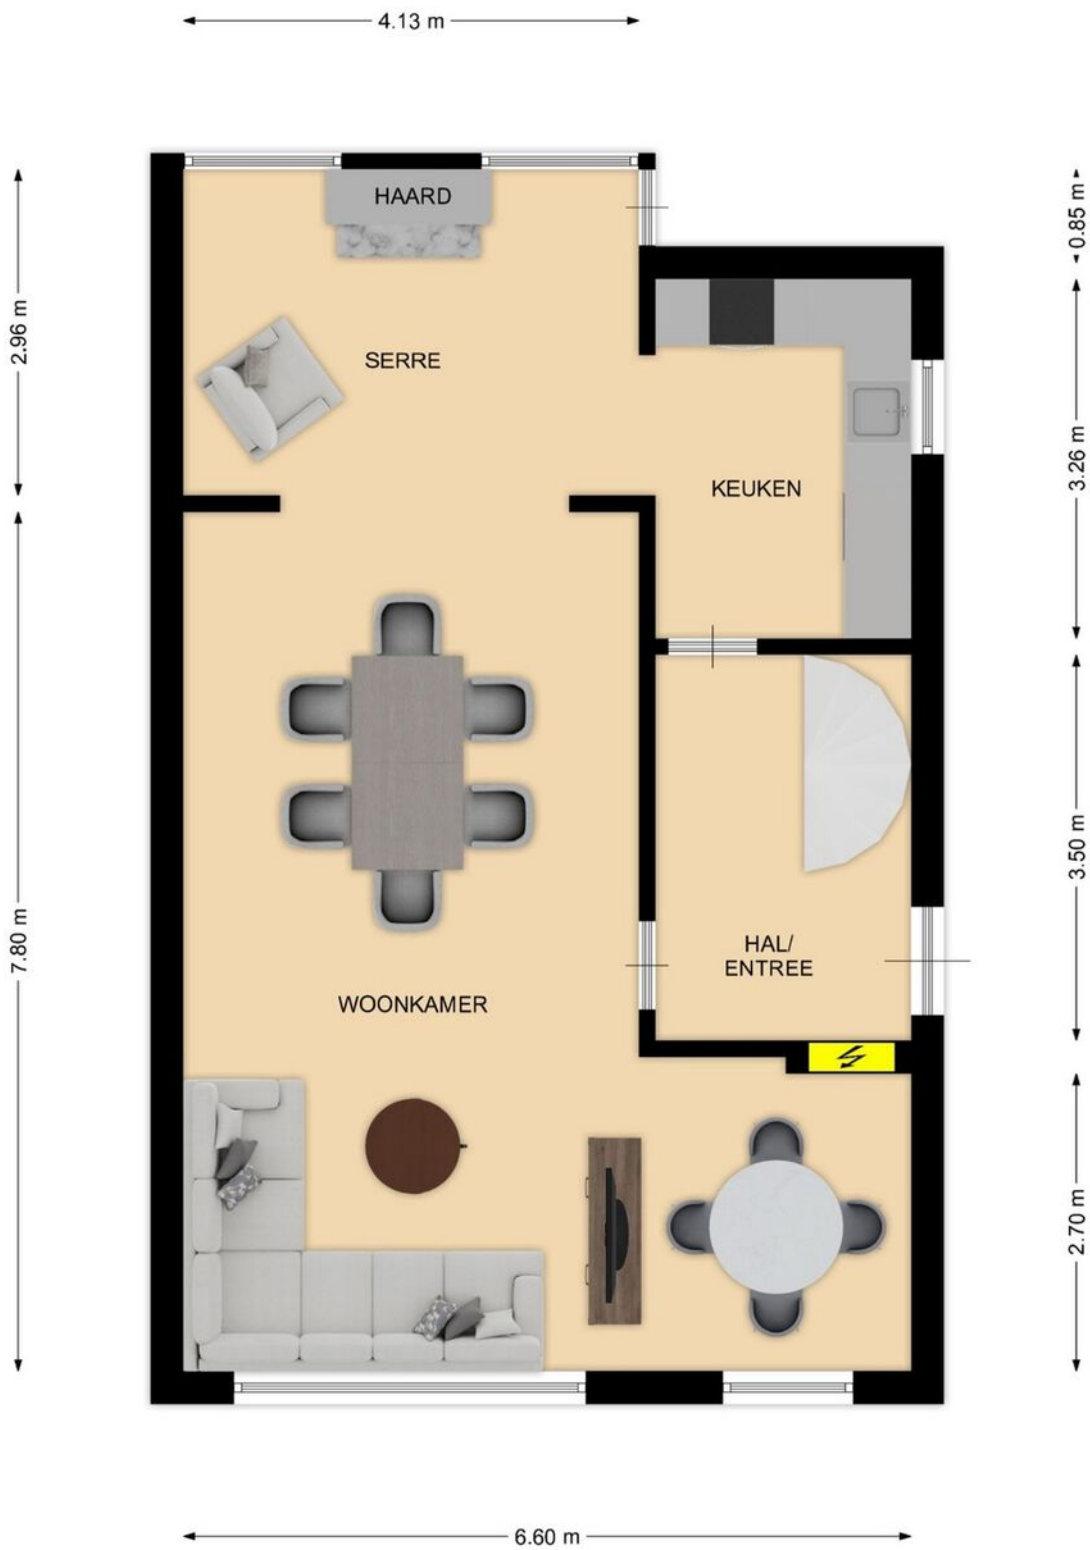 4.13 m
HAARD
0.85 m
2.96 m
SERRE
3.26 m
KEUKEN
7.80 m
3.50 m
HAL/
ENTREE
WOONKAMER
2.70 m
6.60 m